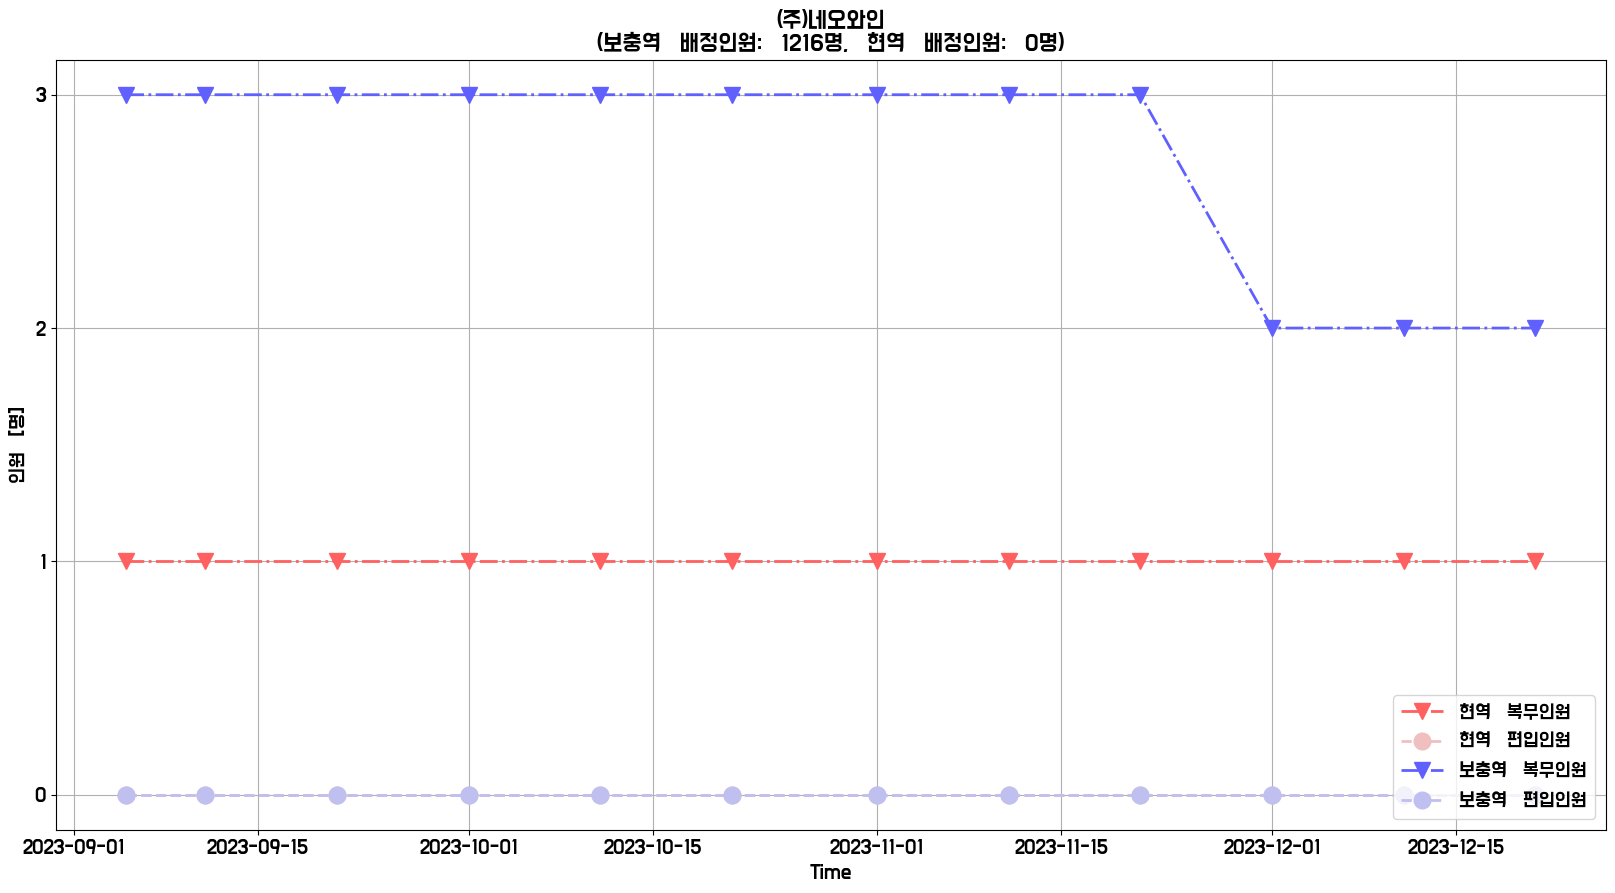 (주)네오와인
(보충역 배정인원: 1216명, 현역 배정인원: 0명)
인원 [명]
3
2
1
0
현역 복무인원
현역 편입인원
보충역 복무인원
보충역 편입인원
2023-09-01 2023-09-15 2023-10-01 2023-10-15 2023-11-01 2023-11-15 2023-12-01 2023-12-15
Time